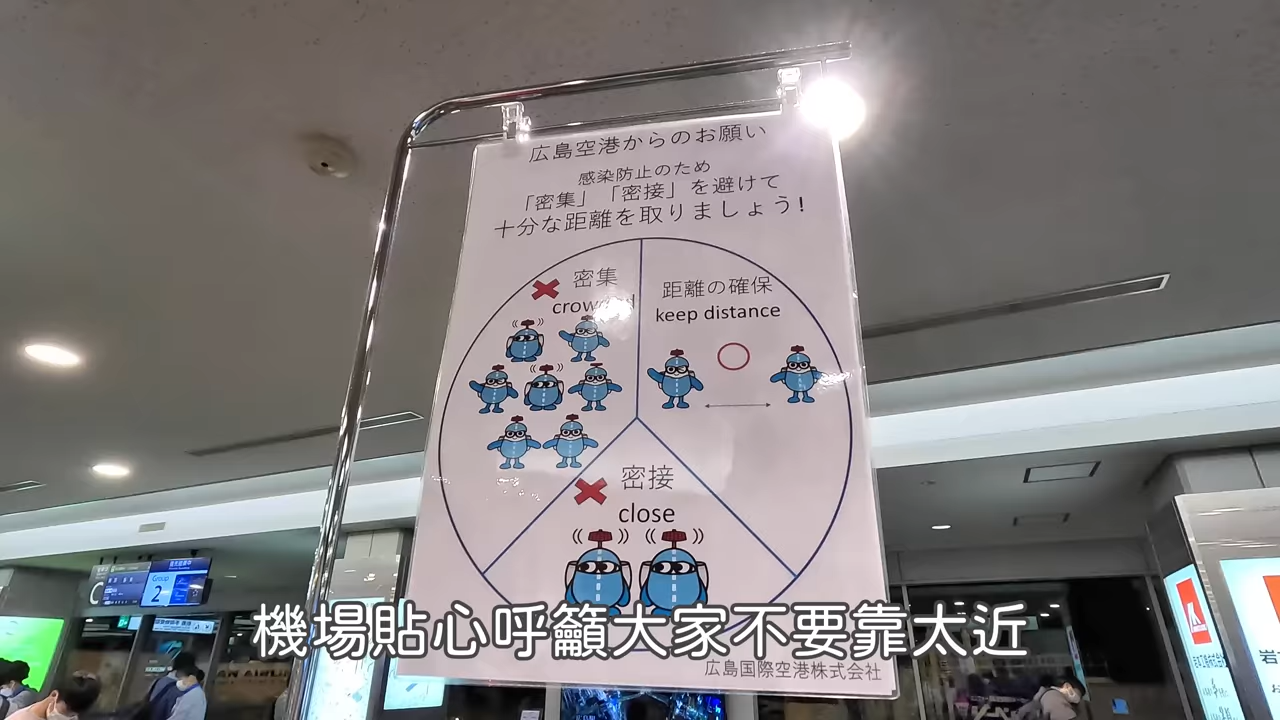 広島空港からのお願い
感染防止のため
「密集」「密接」を避けて
十分な距離を取りましょう!
密集
crowded
距離の確保
keep distance
密接
close
広島国際空港株式会社
Group
2
機場貼心呼籲大家不要靠太近